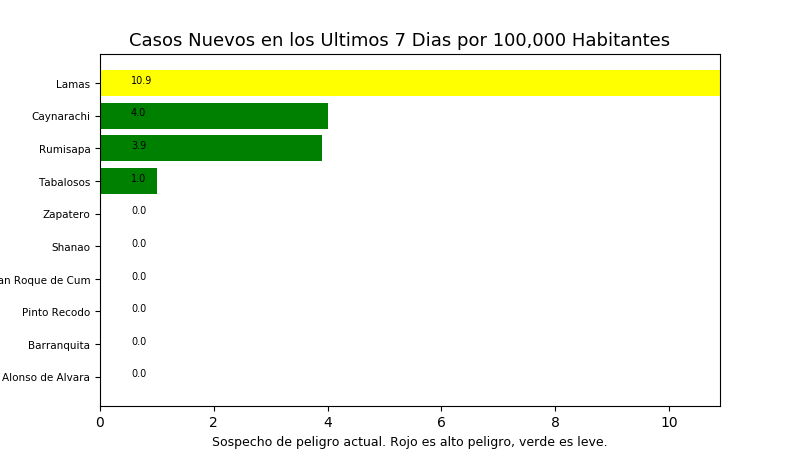 Casos Nuevos en los Ultimos 7 Dias por 100,000 Habitantes
Lamas 10.9
Caynarachi 4.0
Rumisapa 3.9
Tabalosos 1.0
Zapatero 0.0
Shanao 0.0
an Roque de Cum 0.0
Pinto Recodo 0.0
Barranquita 0.0
Alonso de Alvara 0.0
0 2 4 6 8 10
Sospecho de peligro actual. Rojo es alto peligro, verde es leve.